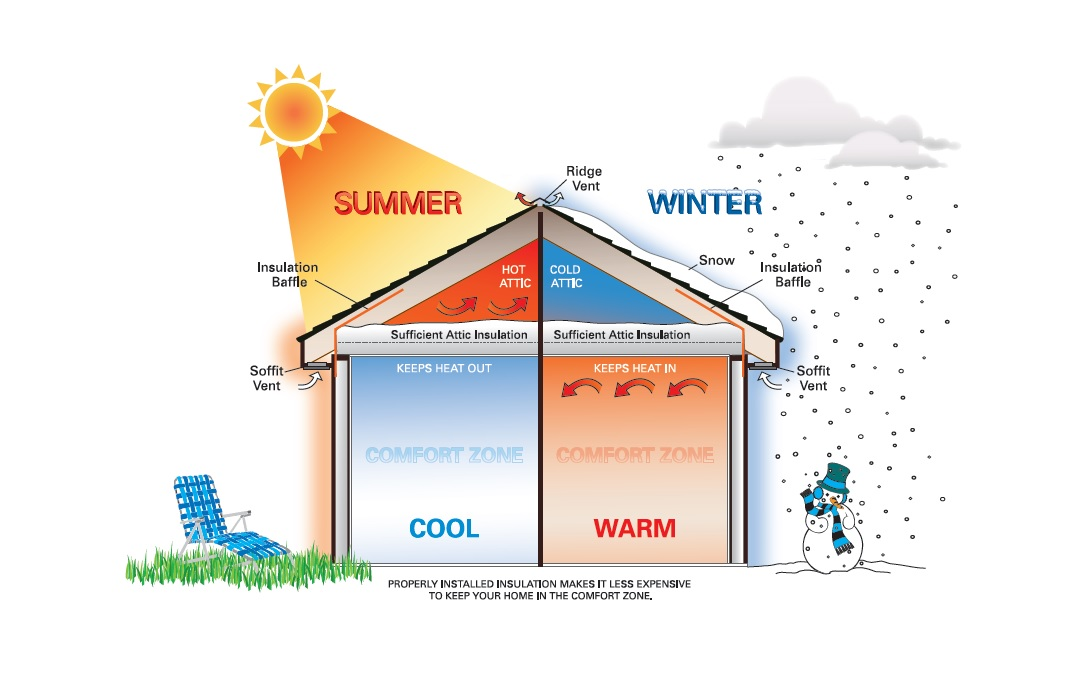 Ridge
Vent
SUMMER
WINTER
Insulation
Baffle
HOT
ATTIC
COLD
ATTIC
Snow
Insulation
Baffle
Sufficient Attic Insulation
Sufficient Attic Insulation
Soffit
Vent
KEEPS HEAT OUT
KEEPS HEAT IN
Soffit
Vent
COMFORT ZONE
COMFORT ZONE
COOL
WARM
PROPERLY INSTALLED INSULATION MAKES IT LESS EXPENSIVE
TO KEEP YOUR HOME IN THE COMFORT ZONE.